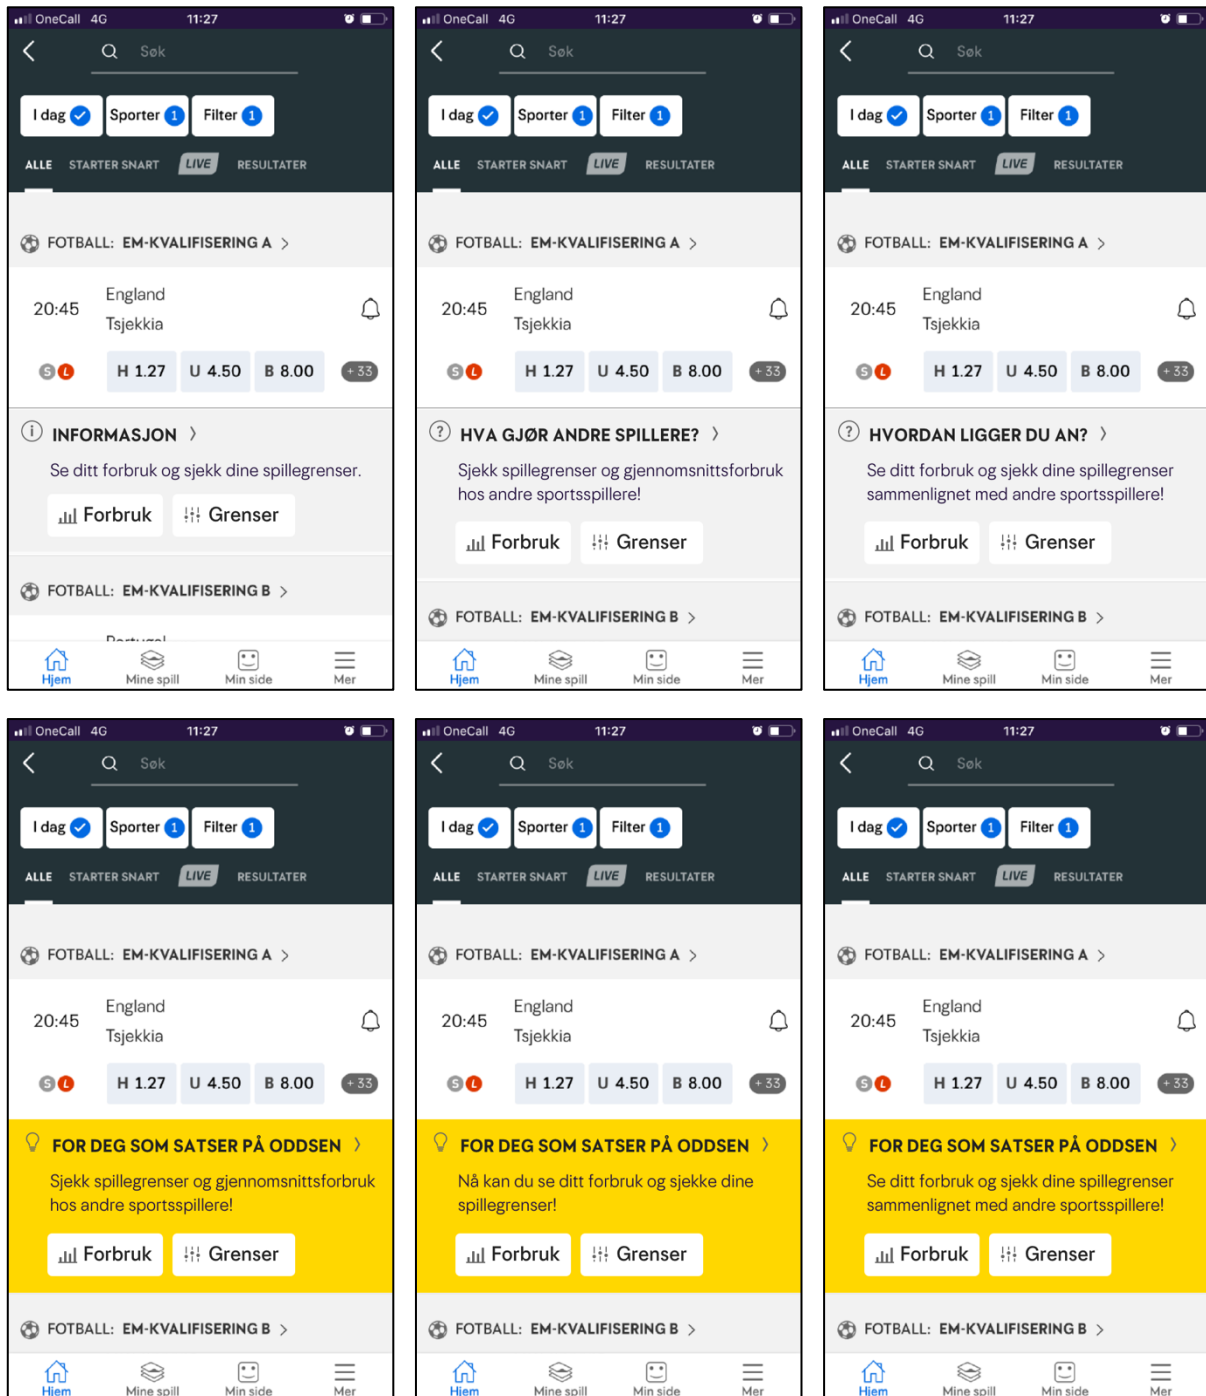 OneCall 4G 11:27
Søk
I dag Sporter 1 Filter 1
ALLE STARTER SNART LIVE RESULTATER
FOTBALL: EM-KVALIFISERING A >
England
20:45
Tsjekkia
S L H 1.27 U 4.50 B 8.00 +33
i INFORMASJON >
Se ditt forbruk og sjekk dine spillegrenser.
Forbruk Grenser
FOTBALL: EM-KVALIFISERING B >
Portugal
Hjem Mine spill Min side Mer
OneCall 4G 11:27
Søk
I dag Sporter 1 Filter 1
ALLE STARTER SNART LIVE RESULTATER
FOTBALL: EM-KVALIFISERING A >
England
20:45
Tsjekkia
S L H 1.27 U 4.50 B 8.00 +33
? HVA GJØR ANDRE SPILLERE? >
Sjekk spillegrenser og gjennomsnittsforbruk
hos andre sportsspillere!
Forbruk Grenser
FOTBALL: EM-KVALIFISERING B >
Hjem Mine spill Min side Mer
OneCall 4G 11:27
Søk
I dag Sporter 1 Filter 1
ALLE STARTER SNART LIVE RESULTATER
FOTBALL: EM-KVALIFISERING A >
England
20:45
Tsjekkia
S L H 1.27 U 4.50 B 8.00 +33
? HVORDAN LIGGER DU AN? >
Se ditt forbruk og sjekk dine spillegrenser
sammenlignet med andre sportsspillere!
Forbruk Grenser
FOTBALL: EM-KVALIFISERING B >
Hjem Mine spill Min side Mer
OneCall 4G 11:27
Søk
I dag Sporter 1 Filter 1
ALLE STARTER SNART LIVE RESULTATER
FOTBALL: EM-KVALIFISERING A >
England
20:45
Tsjekkia
S L H 1.27 U 4.50 B 8.00 +33
FOR DEG SOM SATSER PÅ ODDSEN >
Sjekk spillegrenser og gjennomsnittsforbruk
hos andre sportsspillere!
Forbruk Grenser
FOTBALL: EM-KVALIFISERING B >
Hjem Mine spill Min side Mer
OneCall 4G 11:27
Søk
I dag Sporter 1 Filter 1
ALLE STARTER SNART LIVE RESULTATER
FOTBALL: EM-KVALIFISERING A >
England
20:45
Tsjekkia
S L H 1.27 U 4.50 B 8.00 +33
FOR DEG SOM SATSER PÅ ODDSEN >
Nå kan du se ditt forbruk og sjekke dine
spillegrenser!
Forbruk Grenser
FOTBALL: EM-KVALIFISERING B >
Hjem Mine spill Min side Mer
OneCall 4G 11:27
Søk
I dag Sporter 1 Filter 1
ALLE STARTER SNART LIVE RESULTATER
FOTBALL: EM-KVALIFISERING A >
England
20:45
Tsjekkia
S L H 1.27 U 4.50 B 8.00 +33
FOR DEG SOM SATSER PÅ ODDSEN >
Se ditt forbruk og sjekk dine spillegrenser
sammenlignet med andre sportsspillere!
Forbruk Grenser
FOTBALL: EM-KVALIFISERING B >
Hjem Mine spill Min side Mer